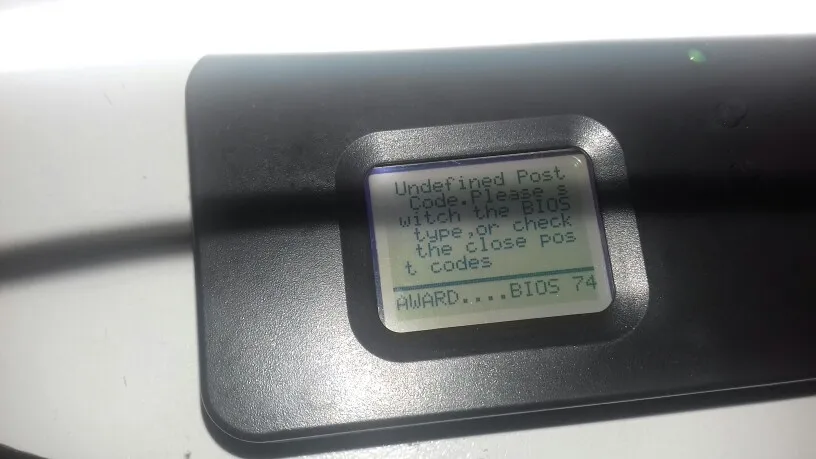 Undefined Post
Code.Please s
witch the BIOS
type,or check
the close pos
t codes
AWARD....BIOS 74